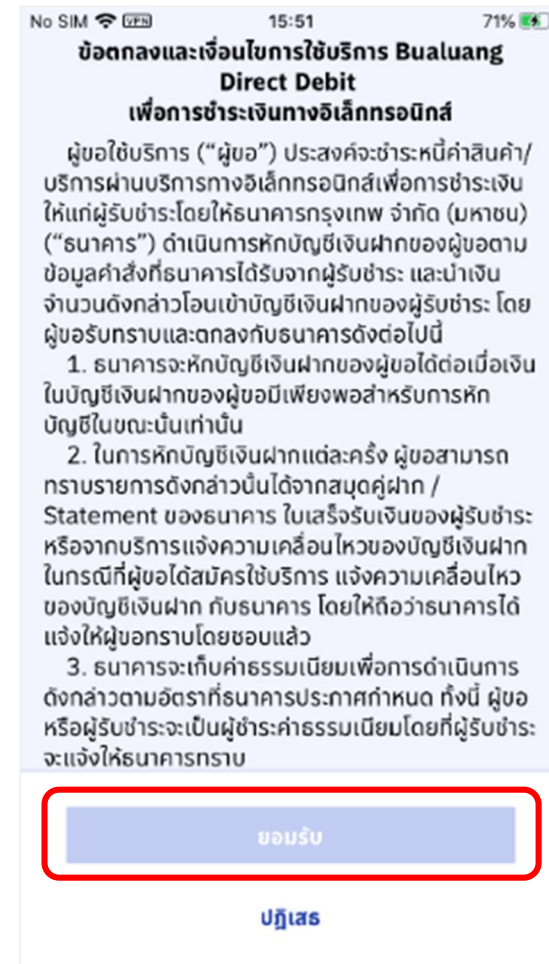 No SIM VPN 15:51 71%
ข้อตกลงและเงื่อนไขการใช้บริการ Bualuang
Direct Debit
เพื่อการชำระเงินทางอิเล็กทรอนิกส์
ผู้ขอใช้บริการ (“ผู้ขอ”) ประสงค์จะชำระหนี้ค่าสินค้า/
บริการผ่านบริการทางอิเล็กทรอนิกส์เพื่อการชำระเงิน
ให้แก่ผู้รับชำระโดยให้ธนาคารกรุงเทพ จำกัด (มหาชน)
(“ธนาคาร”) ดำเนินการหักบัญชีเงินฝากของผู้ขอตาม
ข้อมูลคำสั่งที่ธนาคารได้รับจากผู้รับชำระ และนำเงิน
จำนวนดังกล่าวโอนเข้าบัญชีเงินฝากของผู้รับชำระ โดย
ผู้ขอรับทราบและตกลงกับธนาคารดังต่อไปนี้
1. ธนาคารจะหักบัญชีเงินฝากของผู้ขอได้ต่อเมื่อเงิน
ในบัญชีเงินฝากของผู้ขอมีเพียงพอสำหรับการหัก
บัญชีในขณะนั้นเท่านั้น
2. ในการหักบัญชีเงินฝากแต่ละครั้ง ผู้ขอสามารถ
ทราบรายการดังกล่าวนั้นได้จากสมุดคู่ฝาก /
Statement ของธนาคาร ใบเสร็จรับเงินของผู้รับชำระ
หรือจากบริการแจ้งความเคลื่อนไหวของบัญชีเงินฝาก
ในกรณีที่ผู้ขอได้สมัครใช้บริการ แจ้งความเคลื่อนไหว
ของบัญชีเงินฝาก กับธนาคาร โดยให้ถือว่าธนาคารได้
แจ้งให้ผู้ขอทราบโดยชอบแล้ว
3. ธนาคารจะเก็บค่าธรรมเนียมเพื่อการดำเนินการ
ดังกล่าวตามอัตราที่ธนาคารประกาศกำหนด ทั้งนี้ ผู้ขอ
หรือผู้รับชำระจะเป็นผู้ชำระค่าธรรมเนียมโดยที่ผู้รับชำระ
จะแจ้งให้ธนาคารทราบ
ยอมรับ
ปฏิเสธ